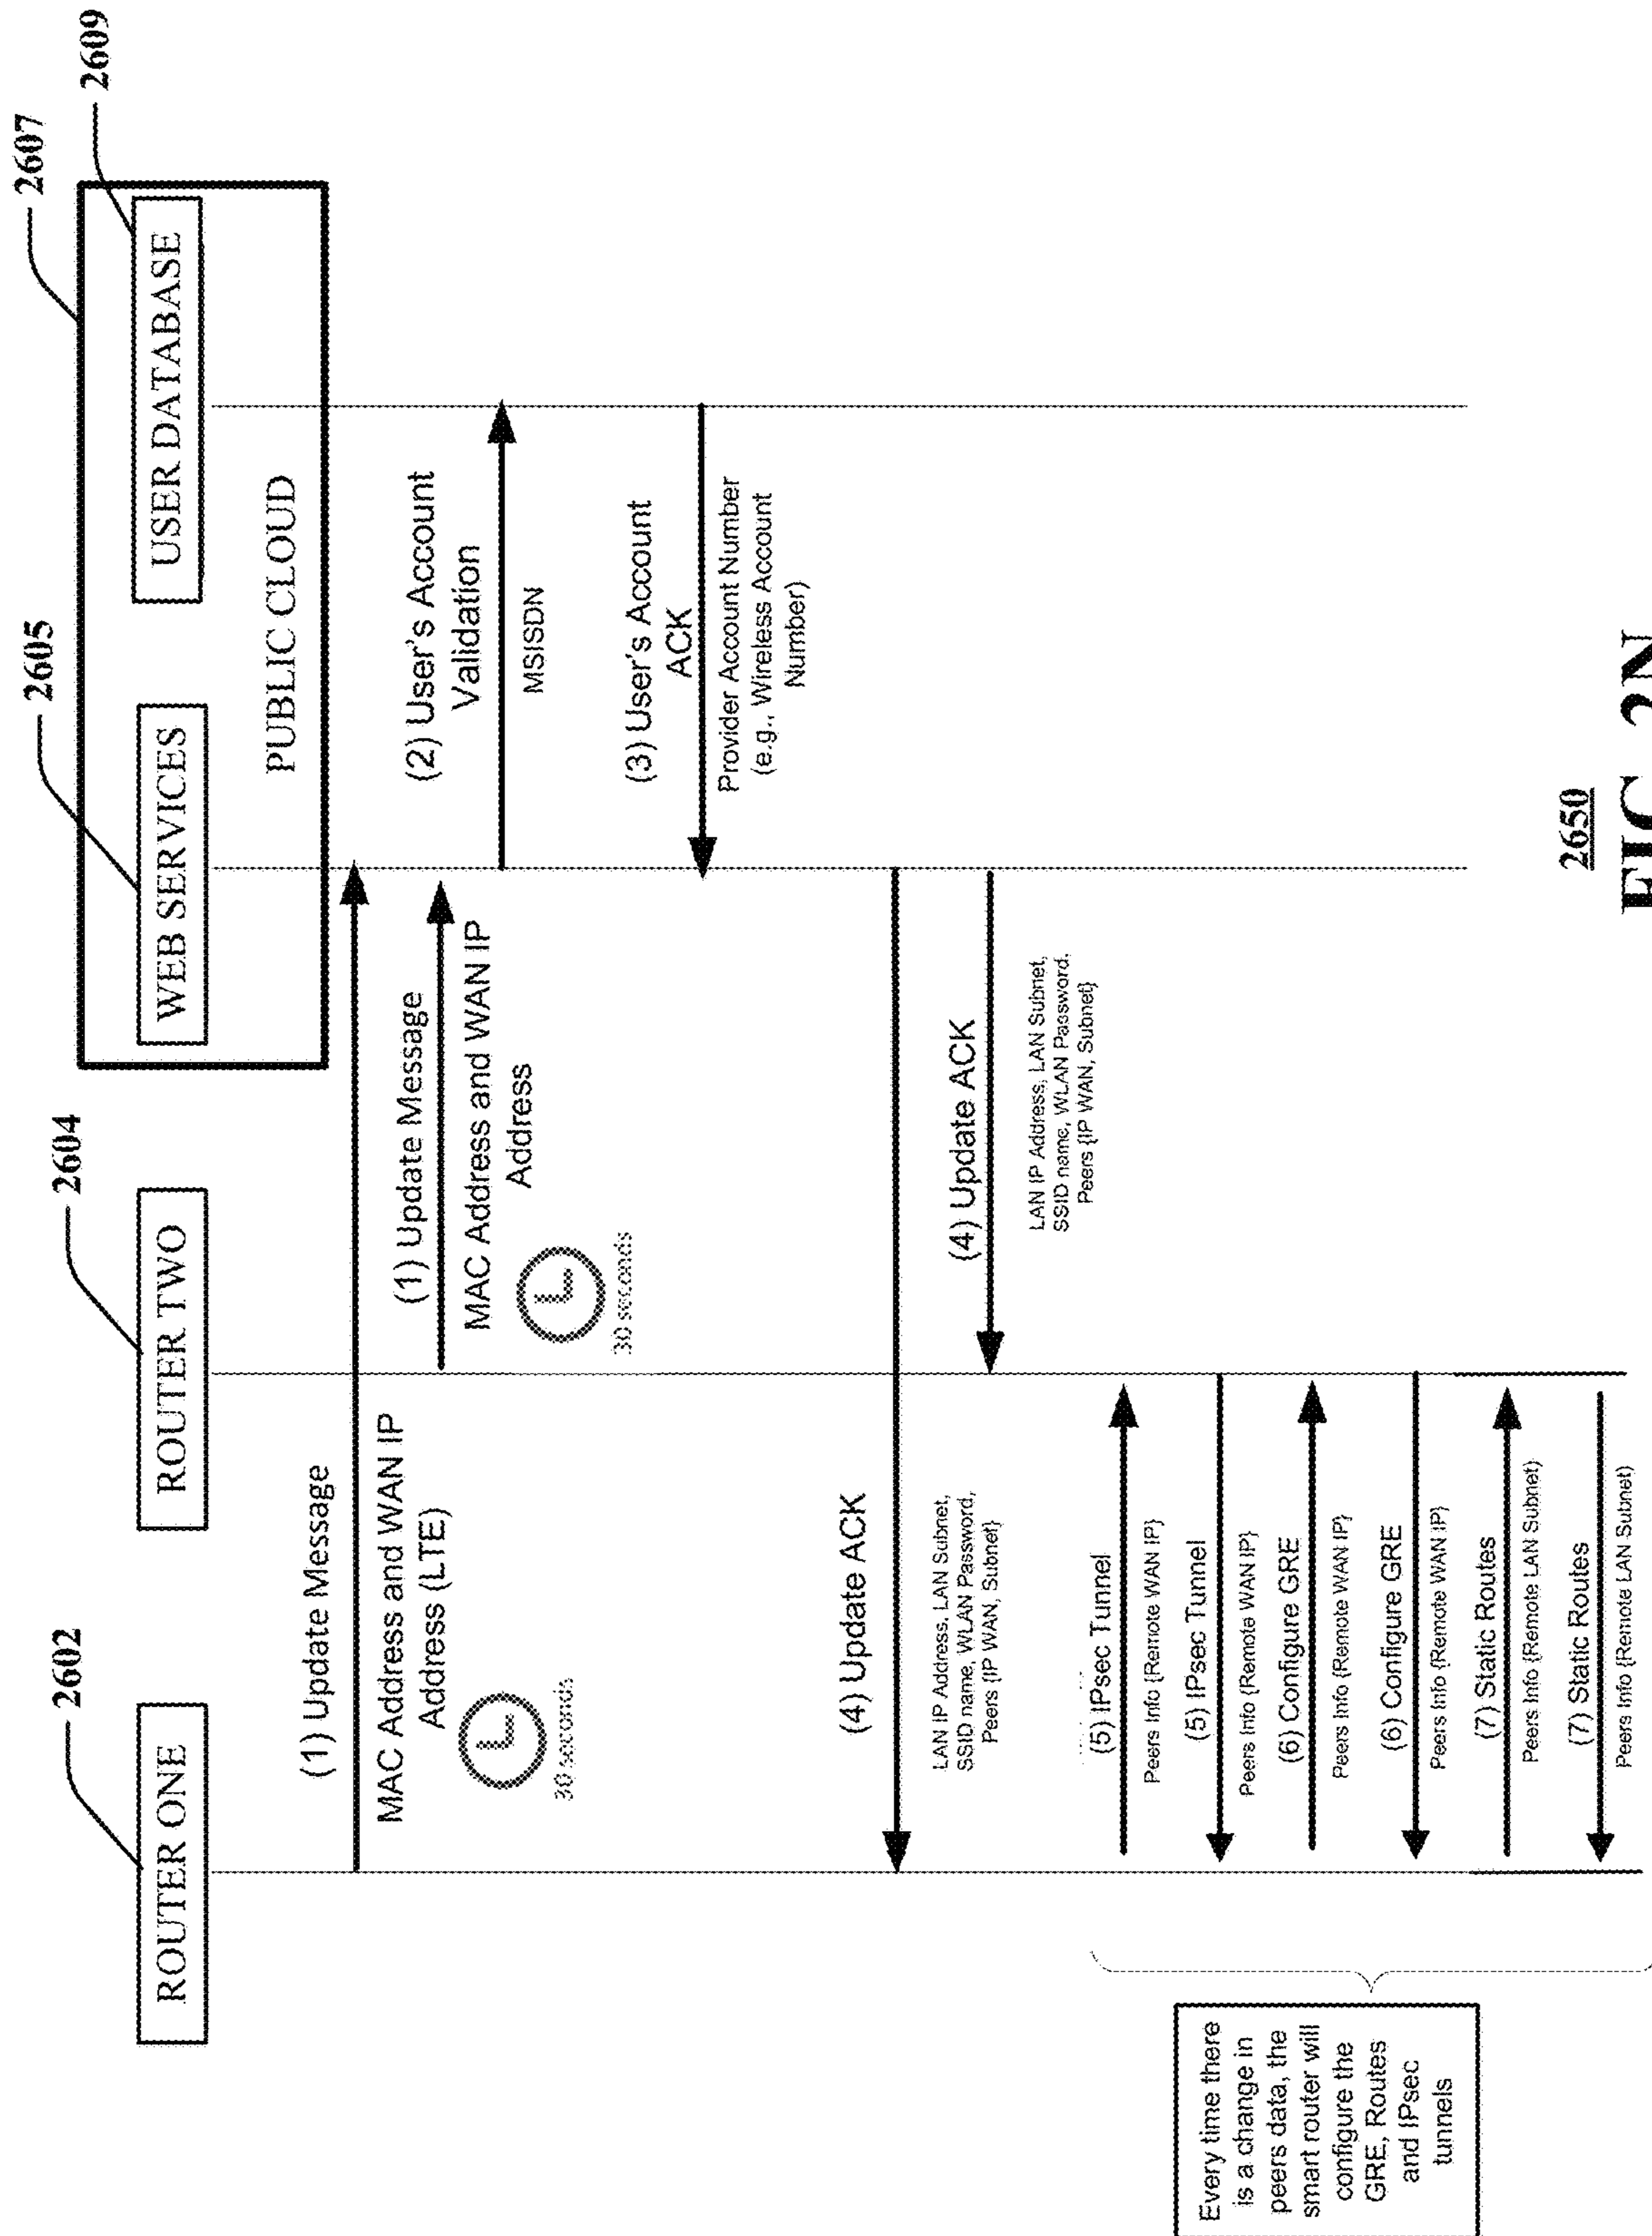 2602
2604
2605
2607
2609
ROUTER ONE
ROUTER TWO
WEB SERVICES
USER DATABASE
PUBLIC CLOUD
(1) Update Message
MAC Address and WAN IP
Address (LTE)
30 seconds
(1) Update Message
MAC Address and WAN IP
Address
30 seconds
(2) User's Account
Validation
MSISDN
(3) User's Account
ACK
Provider Account Number
(e.g., Wireless Account
Number)
(4) Update ACK
LAN IP Address, LAN Subnet,
SSID name, WLAN Password,
Peers {IP WAN, Subnet}
(4) Update ACK
LAN IP Address, LAN Subnet,
SSID name, WLAN Password.
Peers {IP WAN, Subnet}
(5) IPsec Tunnel
Peers Info {Remote WAN IP}
(5) IPsec Tunnel
Peers Info {Remote WAN IP}
(6) Configure GRE
Peers Info {Remote WAN IP}
(6) Configure GRE
Peers Info {Remote WAN IP}
(7) Static Routes
Peers Info {Remote LAN Subnet)
(7) Static Routes
Peers Info {Remote LAN Subnet)
Every time there
is a change in
peers data, the
smart router will
configure the
GRE, Routes
and IPsec
tunnels
2650
FIG. 2N